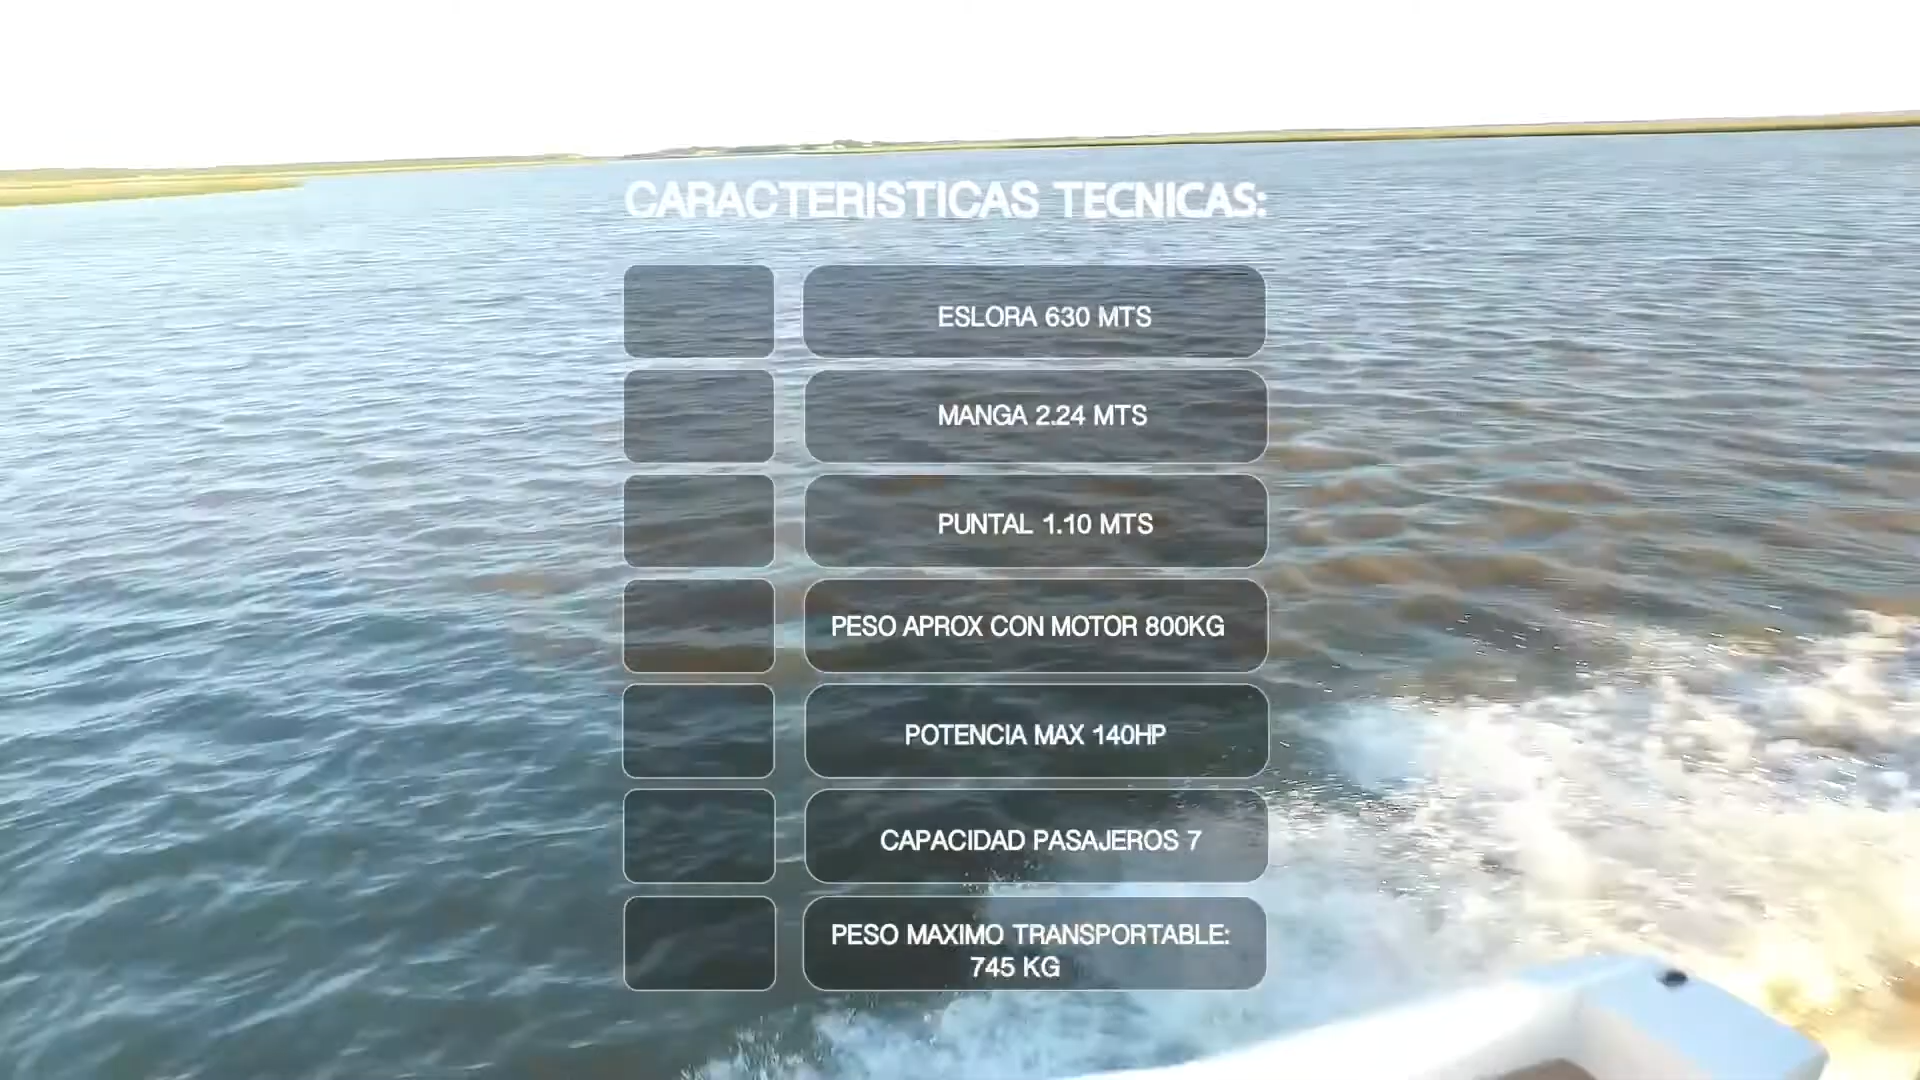 CARACTERISTICAS TECNICAS:
ESLORA 630 MTS
MANGA 2.24 MTS
PUNTAL 1.10 MTS
PESO APROX CON MOTOR 800KG
POTENCIA MAX 140HP
CAPACIDAD PASAJEROS 7
PESO MAXIMO TRANSPORTABLE:
745 KG